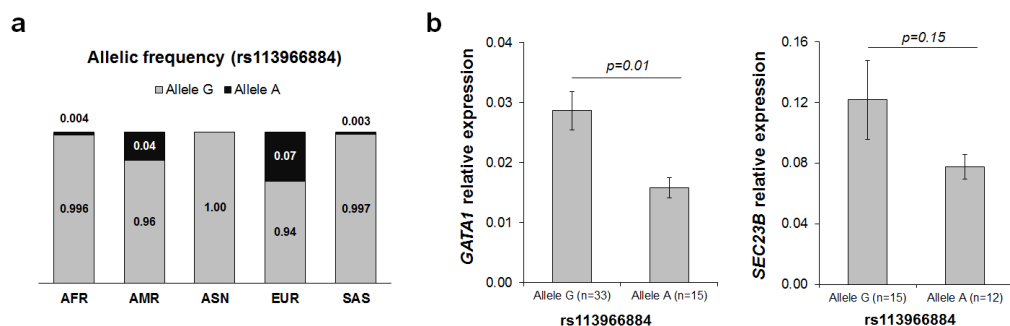 a
Allelic frequency (rs113966884)
Allele G Allele A
0.004 0.003
0.04 0.07
0.996 0.96 1.00 0.94 0.997
AFR AMR ASN EUR SAS
b
GATA1 relative expression
0.04
0.03
0.02
0.01
0.00
p=0.01
Allele G (n=33) Allele A (n=15)
rs113966884
SEC23B relative expression
0.16
0.12
0.08
0.04
0.00
p=0.15
Allele G (n=15) Allele A (n=12)
rs113966884